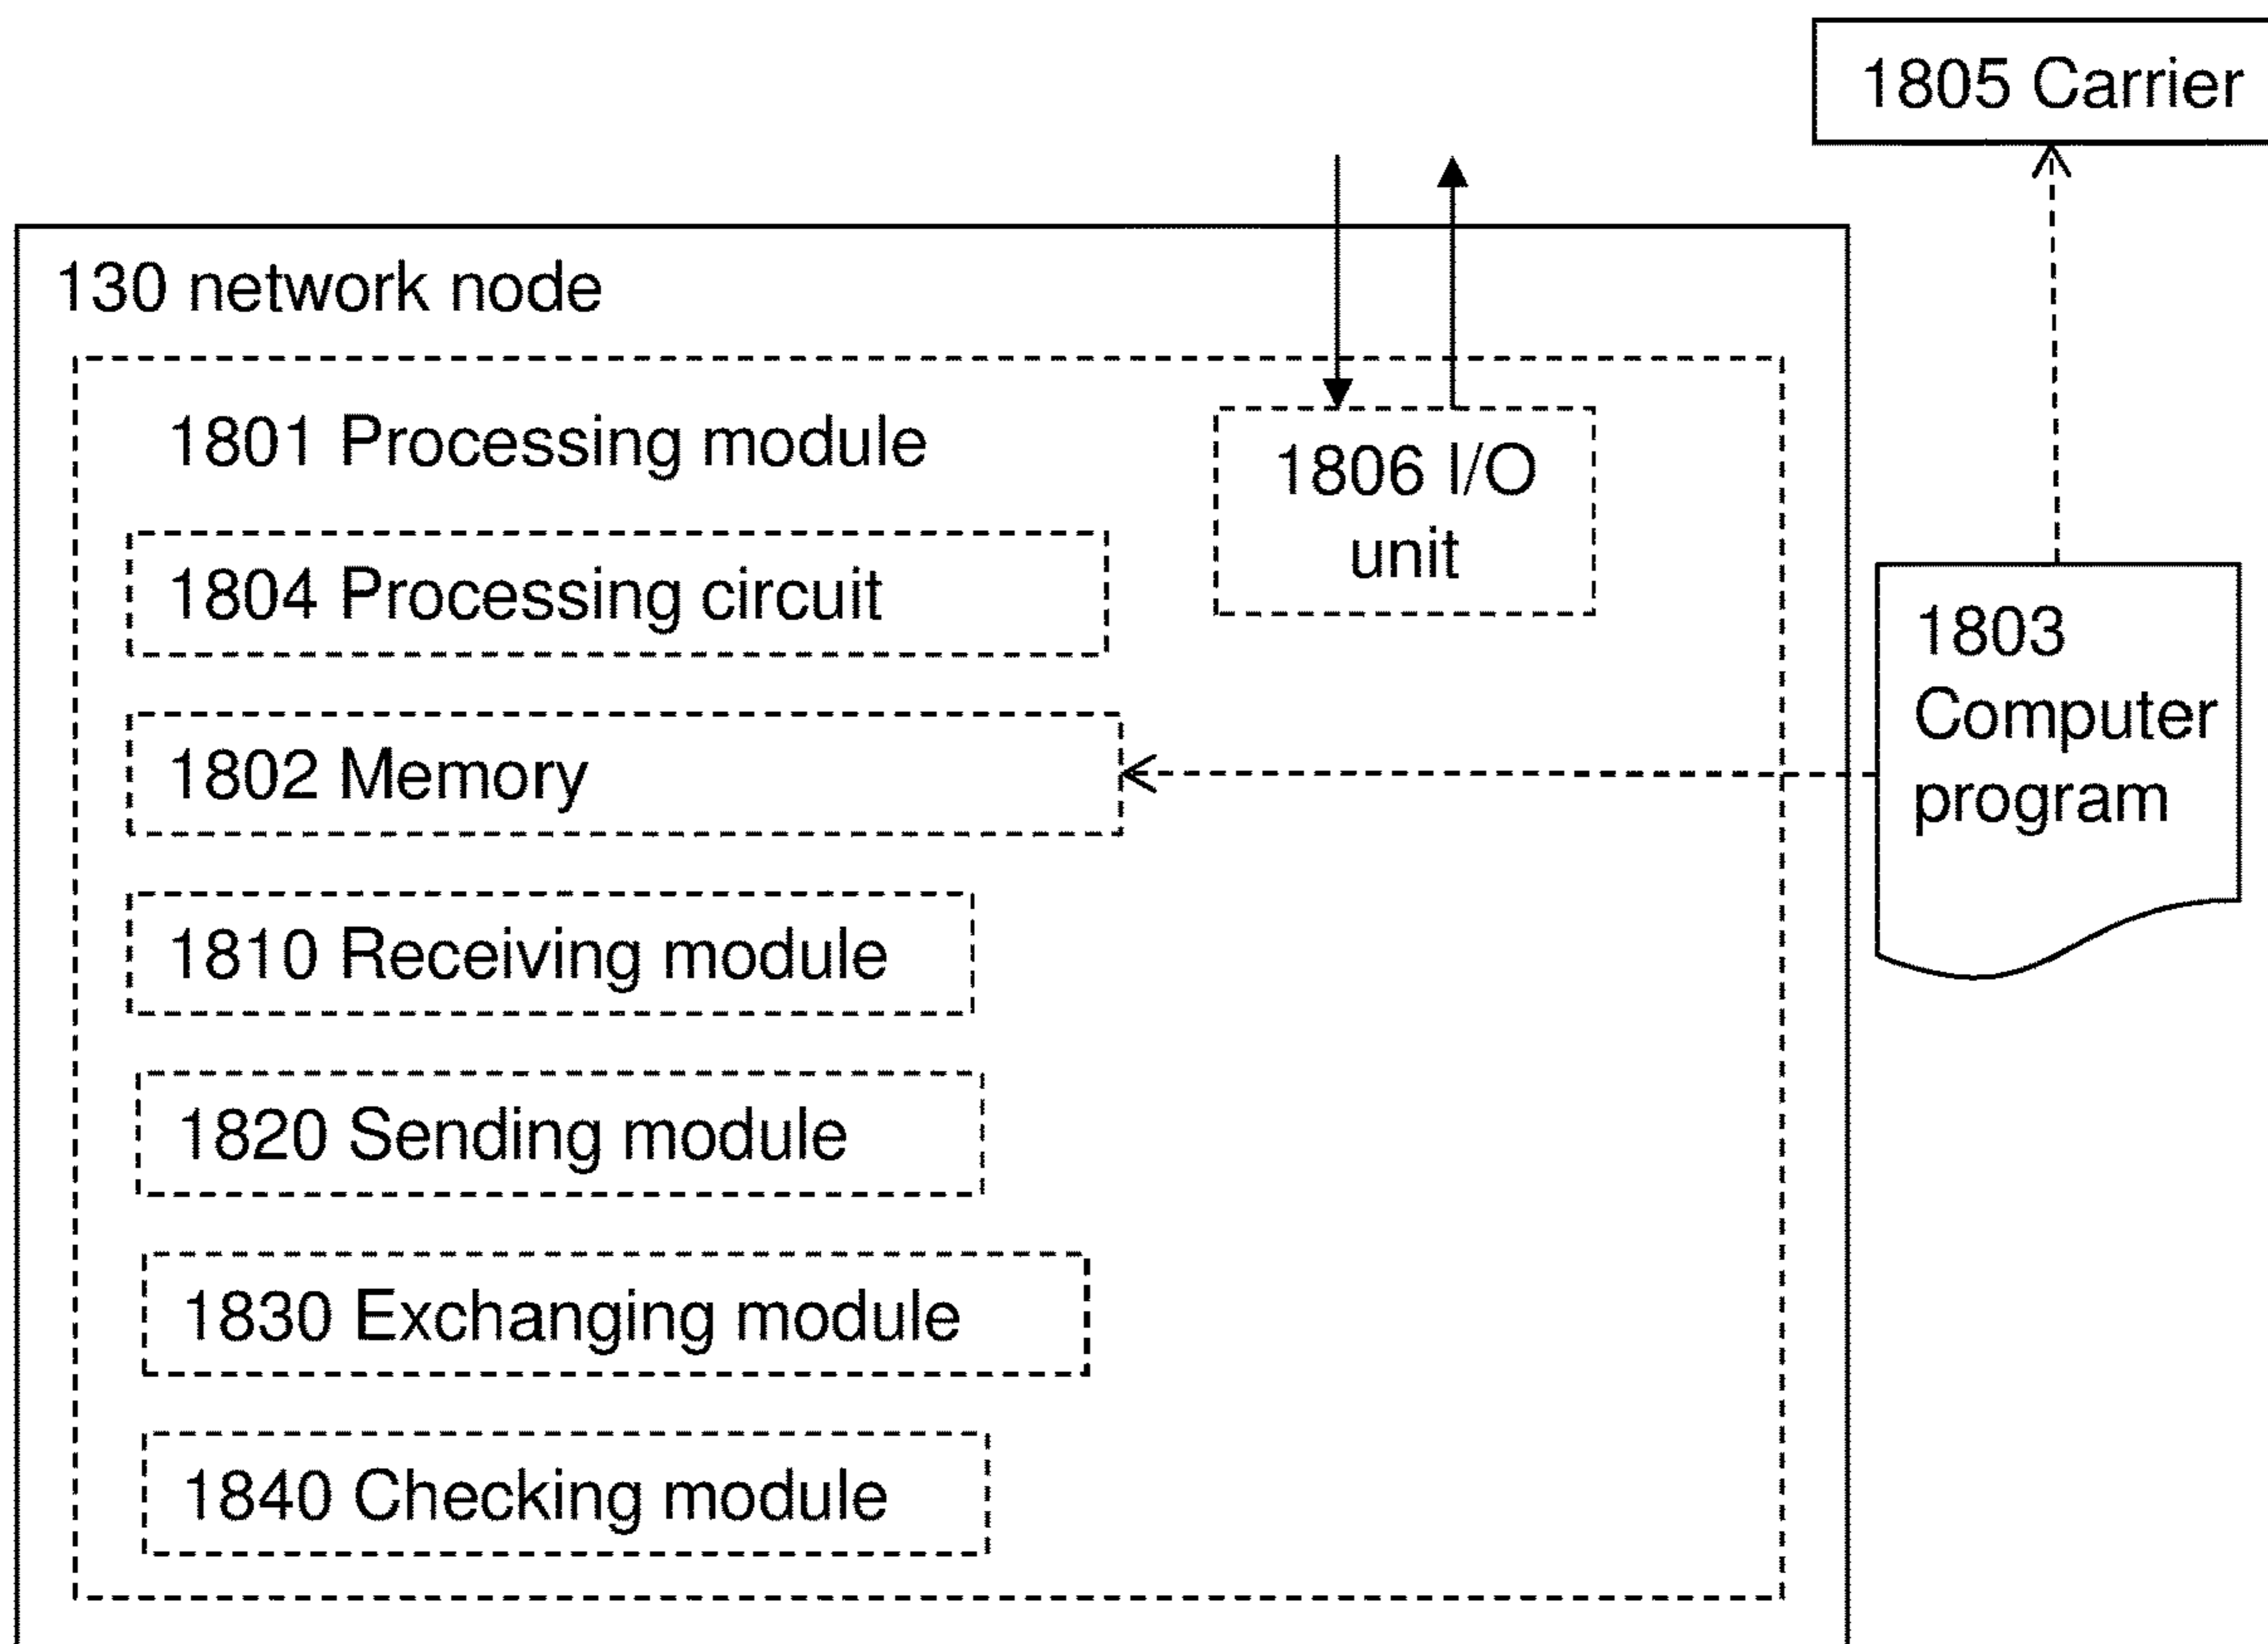 1805 Carrier
130 network node
1801 Processing module
1806 I/O
unit
1804 Processing circuit
1803
Computer
program
1802 Memory
1810 Receiving module
1820 Sending module
1830 Exchanging module
1840 Checking module